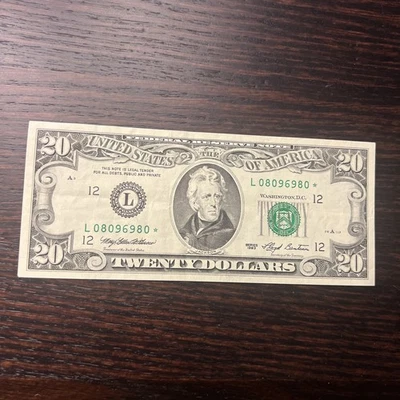 FEDERAL RESERVE NOTE
THE UNITED STATES OF AMERICA
20 20
THIS NOTE IS LEGAL TENDER
FOR ALL DEBTS, PUBLIC AND PRIVATE
L 08096980 *
12 L
WASHINGTON, D.C.
12
L 08096980 *
12 12
SERIES
20 TWENTY DOLLARS 20